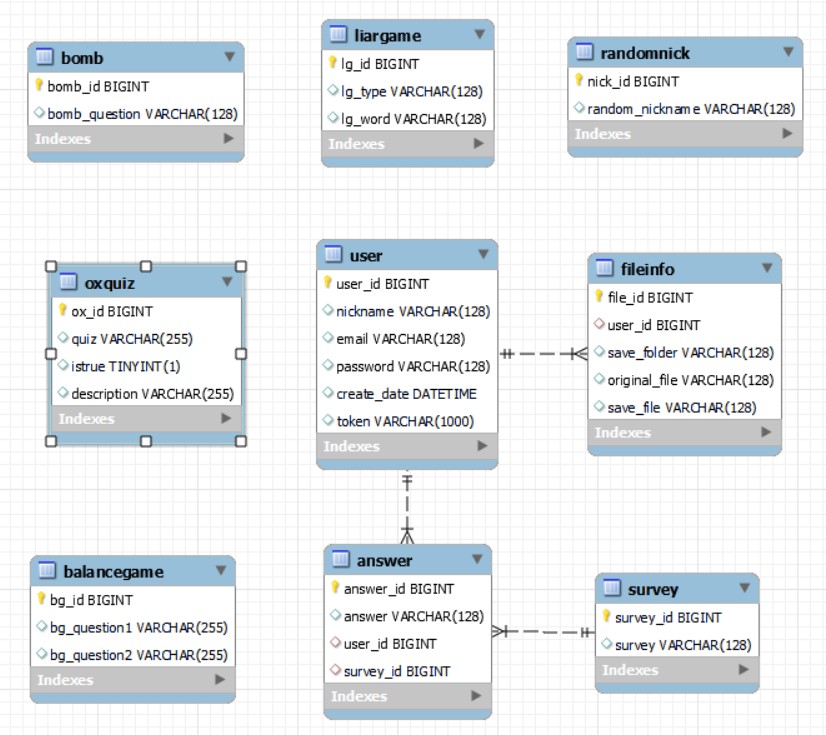 bomb
bomb_id BIGINT
bomb_question VARCHAR(128)
Indexes
liargame
lg_id BIGINT
lg_type VARCHAR(128)
lg_word VARCHAR(128)
Indexes
randomnick
nick_id BIGINT
random_nickname VARCHAR(128)
Indexes
oxquiz
ox_id BIGINT
quiz VARCHAR(255)
istrue TINYINT(1)
description VARCHAR(255)
Indexes
user
user_id BIGINT
nickname VARCHAR(128)
email VARCHAR(128)
password VARCHAR(128)
create_date DATETIME
token VARCHAR(1000)
Indexes
fileinfo
file_id BIGINT
user_id BIGINT
save_folder VARCHAR(128)
original_file VARCHAR(128)
save_file VARCHAR(128)
Indexes
balancegame
bg_id BIGINT
bg_question1 VARCHAR(255)
bg_question2 VARCHAR(255)
Indexes
answer
answer_id BIGINT
answer VARCHAR(128)
user_id BIGINT
survey_id BIGINT
Indexes
survey
survey_id BIGINT
survey VARCHAR(128)
Indexes